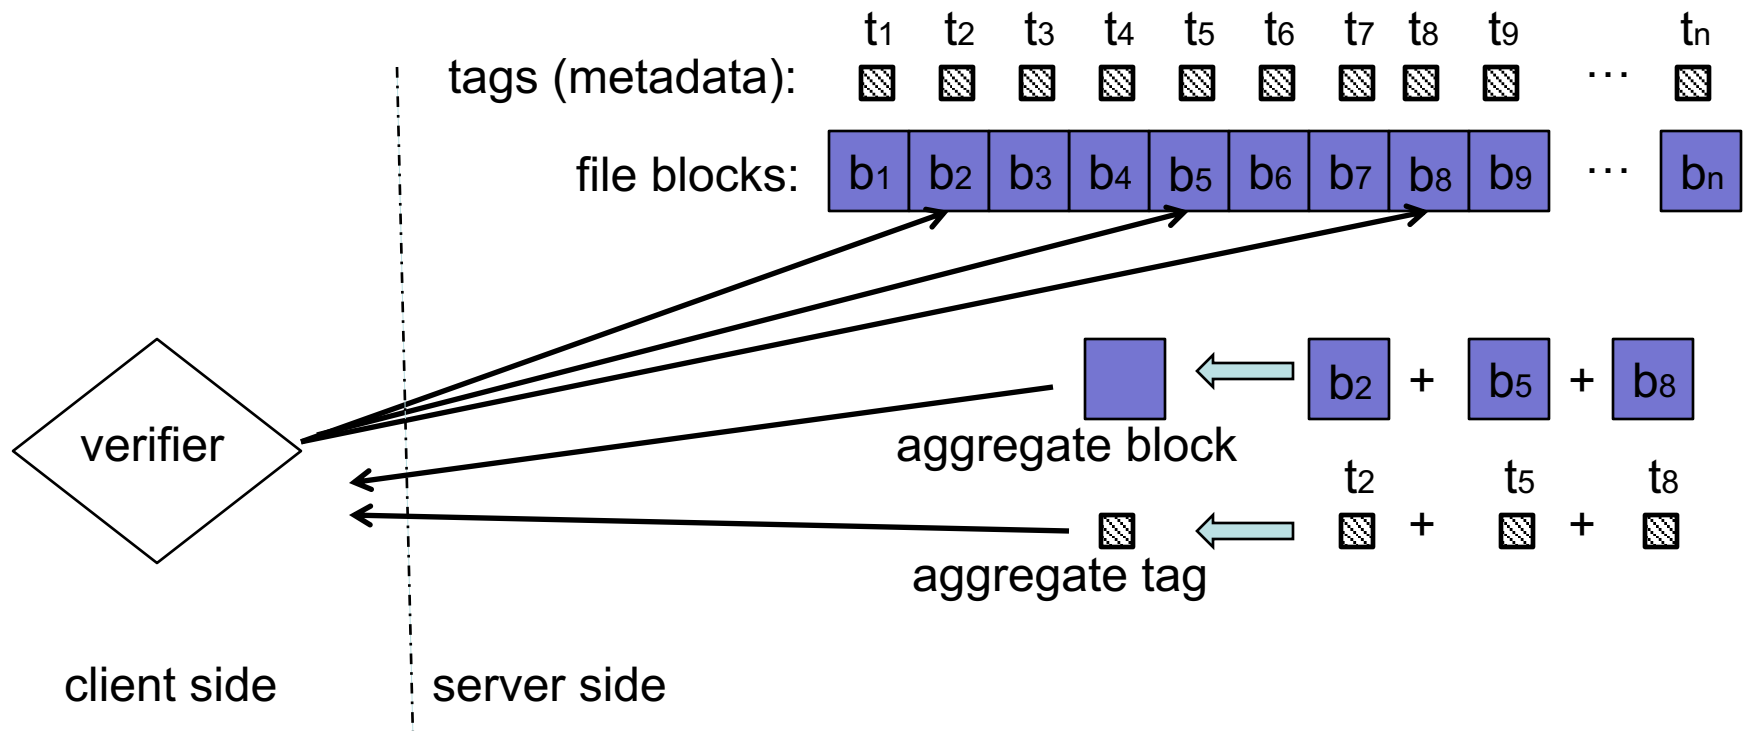 t1 t2 t3 t4 t5 t6 t7 t8 t9 tn
tags (metadata): ...
file blocks: b1 b2 b3 b4 b5 b6 b7 b8 b9 ... bn
b2 + b5 + b8
verifier
aggregate block
t2 t5 t8
+ +
aggregate tag
client side server side